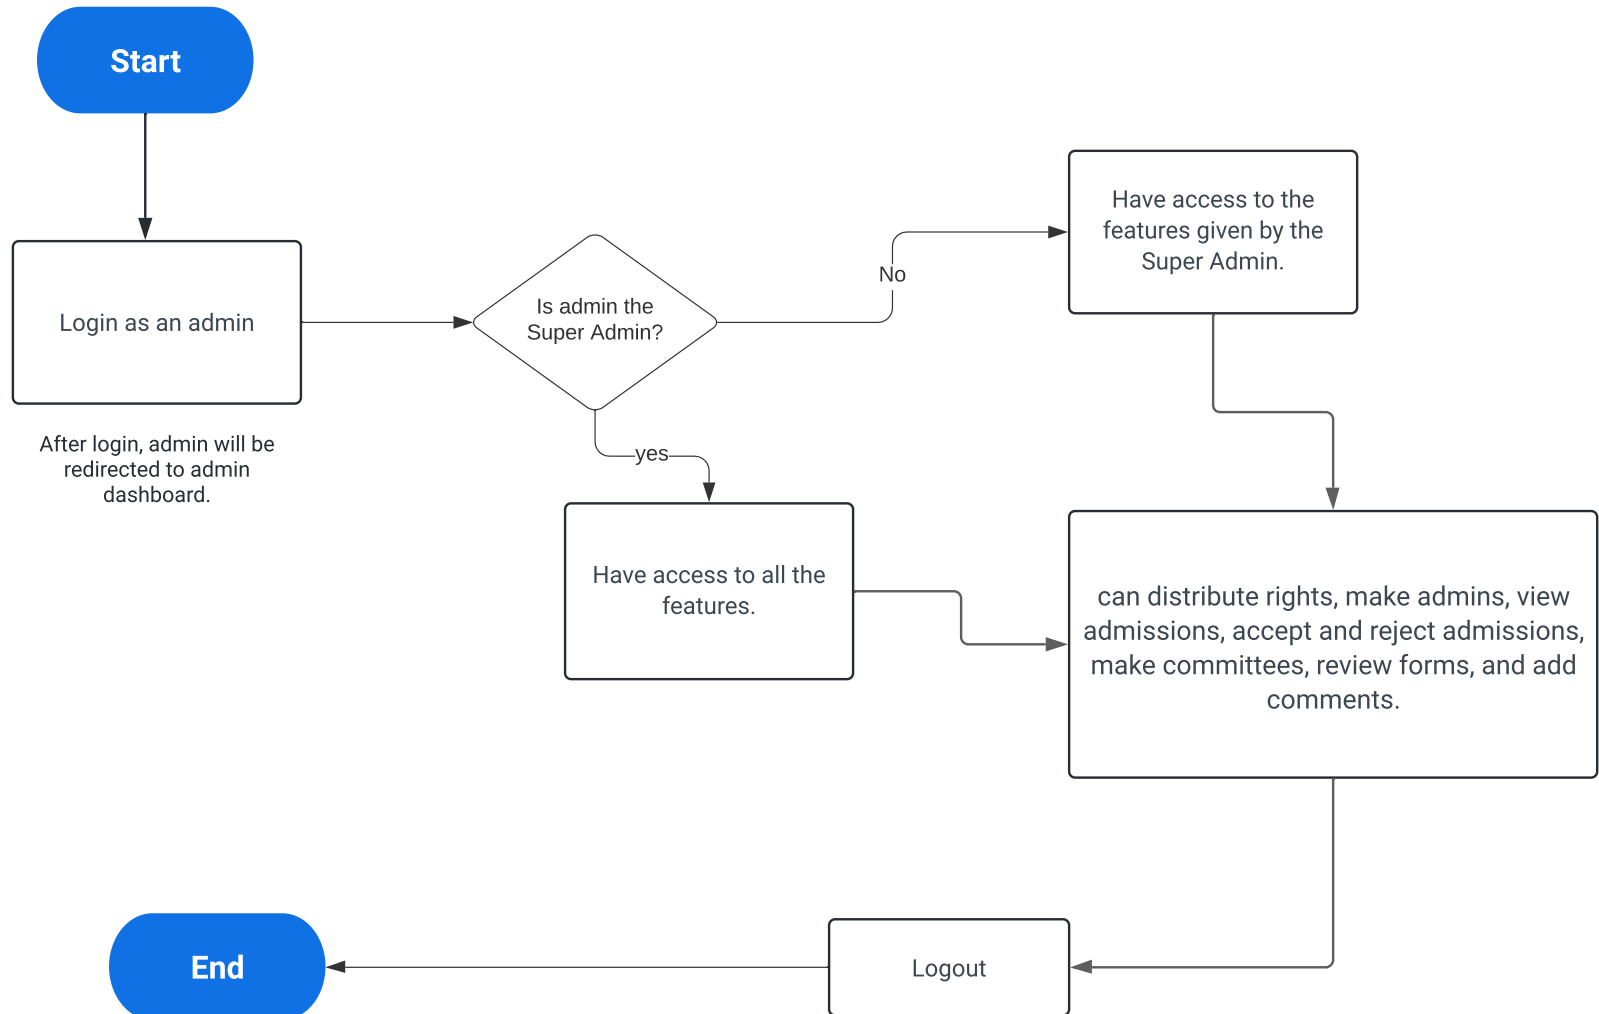 Start
Login as an admin
After login, admin will be
redirected to admin
dashboard.
Is admin the
Super Admin?
No
Have access to the
features given by the
Super Admin.
yes
Have access to all the
features.
can distribute rights, make admins, view
admissions, accept and reject admissions,
make committees, review forms, and add
comments.
Logout
End